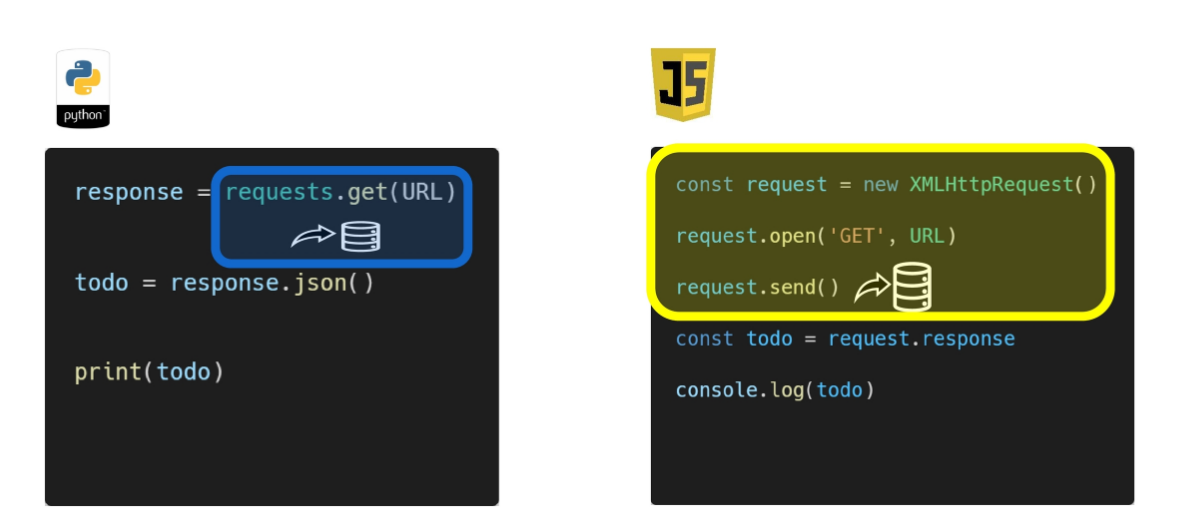 python
response = requests.get(URL)
todo = response.json()
print(todo)
JS
const request = new XMLHttpRequest()
request.open('GET', URL)
request.send()
const todo = request.response
console.log(todo)